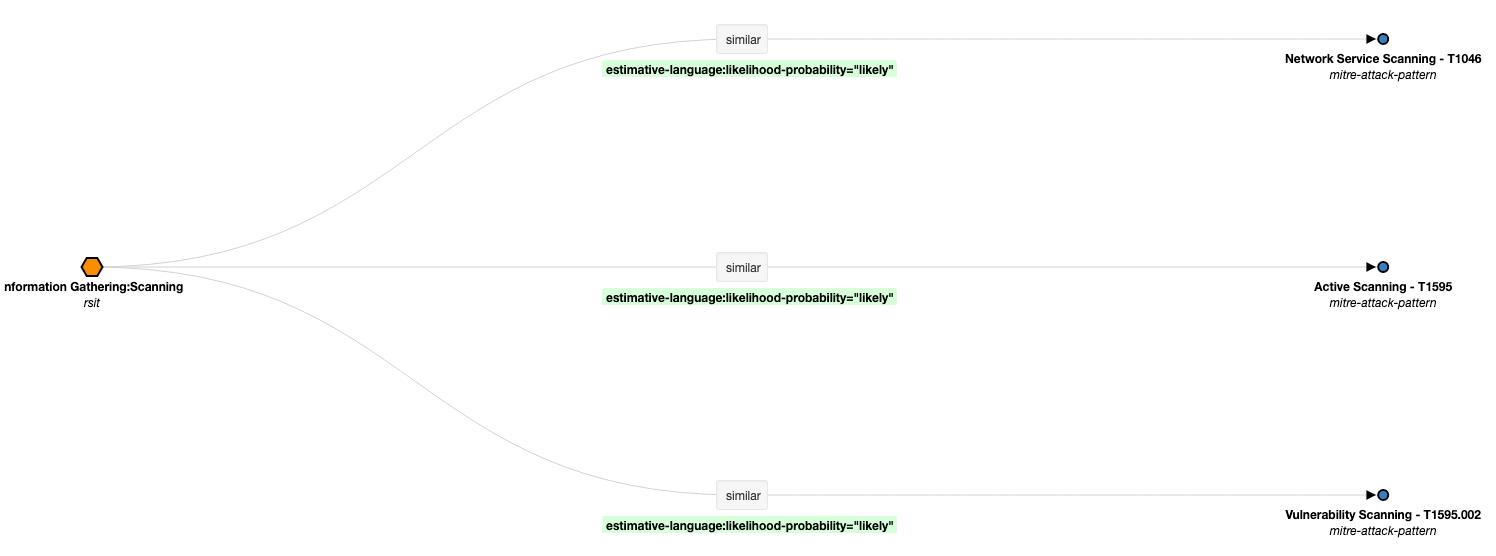 similar
estimative-language:likelihood-probability="likely"
Network Service Scanning - T1046
mitre-attack-pattern
nformation Gathering:Scanning
rsit
similar
estimative-language:likelihood-probability="likely"
Active Scanning - T1595
mitre-attack-pattern
similar
estimative-language:likelihood-probability="likely"
Vulnerability Scanning - T1595.002
mitre-attack-pattern